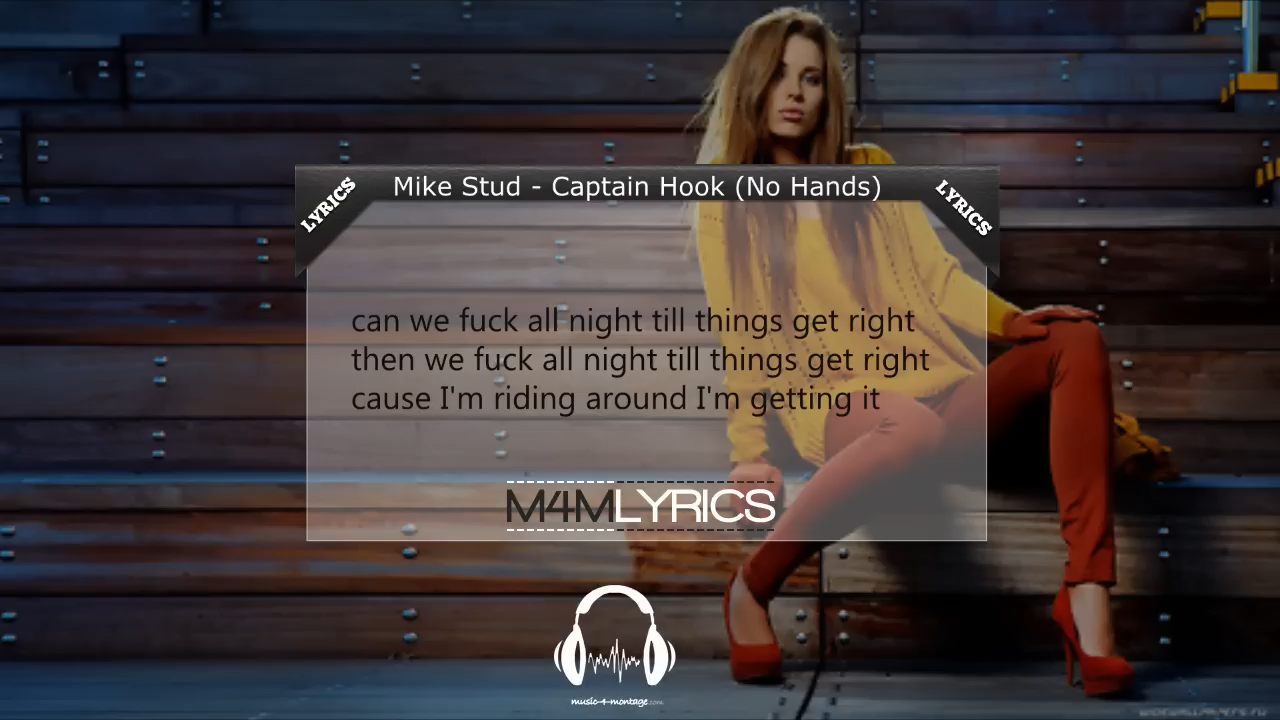 Mike Stud - Captain Hook (No Hands)
LYRICS
LYRICS
can we fuck all night till things get right
then we fuck all night till things get right
cause I'm riding around I'm getting it
M4MLYRICS
music-4-montage.com